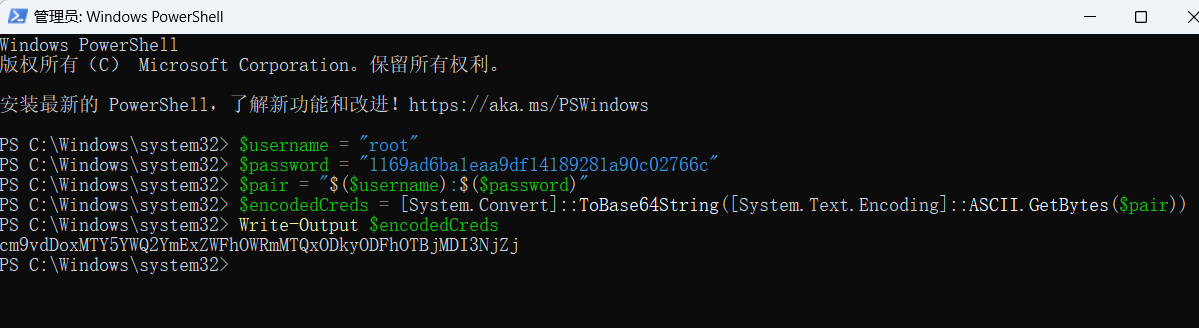 管理员: Windows PowerShell
Windows PowerShell
版权所有（C） Microsoft Corporation。保留所有权利。
安装最新的 PowerShell，了解新功能和改进！https://aka.ms/PSWindows
PS C:\Windows\system32> $username = "root"
PS C:\Windows\system32> $password = "1169ad6ba1eaa9df14189281a90c02766c"
PS C:\Windows\system32> $pair = "$($username):$($password)"
PS C:\Windows\system32> $encodedCreds = [System.Convert]::ToBase64String([System.Text.Encoding]::ASCII.GetBytes($pair))
PS C:\Windows\system32> Write-Output $encodedCreds
cm9vdDoxMTY5YWQ2YmExZWFhOWRmMTQxODkyODFhOTBjMDI3NjZj
PS C:\Windows\system32>